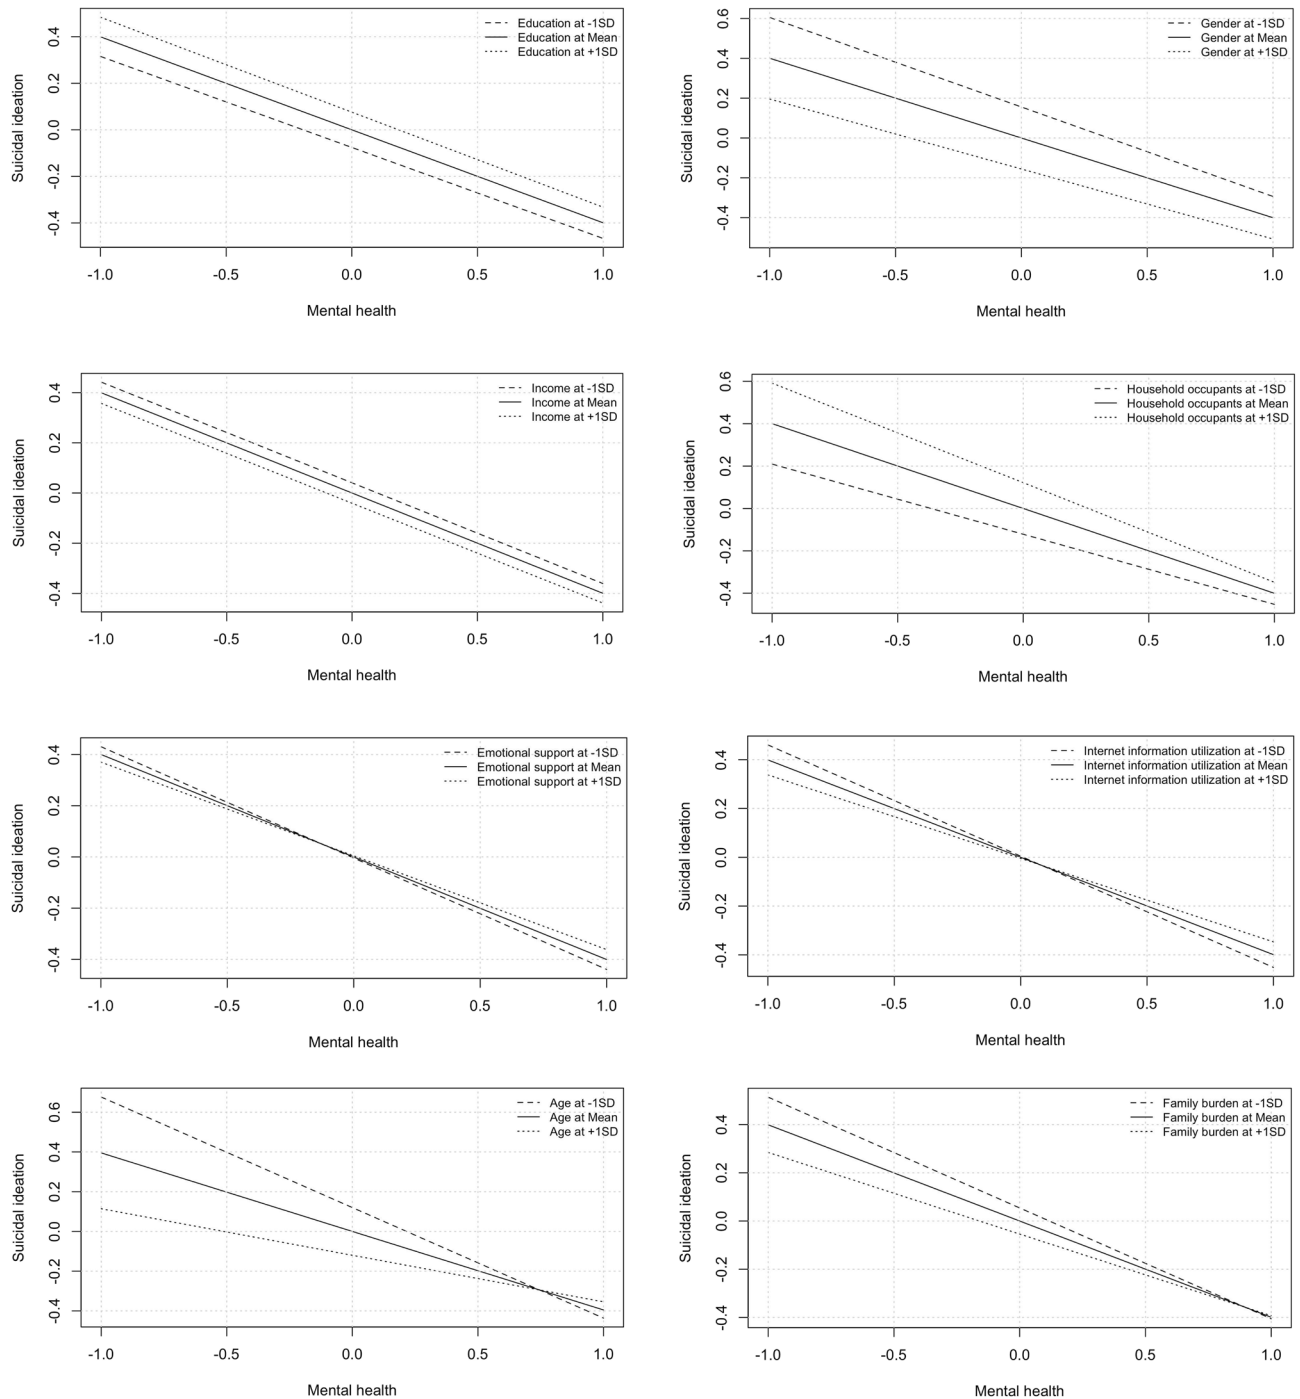 Education at -1SD
Education at Mean
Education at +1SD
Suicidal ideation
0.4
0.2
0.0
-0.2
-0.4
-1.0 -0.5 0.0 0.5 1.0
Mental health
Gender at -1SD
Gender at Mean
Gender at +1SD
Suicidal ideation
0.6
0.4
0.2
0.0
-0.2
-0.4
-1.0 -0.5 0.0 0.5 1.0
Mental health
Income at -1SD
Income at Mean
Income at +1SD
Suicidal ideation
0.4
0.2
0.0
-0.2
-0.4
-1.0 -0.5 0.0 0.5 1.0
Mental health
Household occupants at -1SD
Household occupants at Mean
Household occupants at +1SD
Suicidal ideation
0.6
0.4
0.2
0.0
-0.2
-0.4
-1.0 -0.5 0.0 0.5 1.0
Mental health
Emotional support at -1SD
Emotional support at Mean
Emotional support at +1SD
Suicidal ideation
0.4
0.2
0.0
-0.2
-0.4
-1.0 -0.5 0.0 0.5 1.0
Mental health
Internet information utilization at -1SD
Internet information utilization at Mean
Internet information utilization at +1SD
Suicidal ideation
0.4
0.2
0.0
-0.2
-0.4
-1.0 -0.5 0.0 0.5 1.0
Mental health
Age at -1SD
Age at Mean
Age at +1SD
Suicidal ideation
0.6
0.4
0.2
0.0
-0.2
-0.4
-1.0 -0.5 0.0 0.5 1.0
Mental health
Family burden at -1SD
Family burden at Mean
Family burden at +1SD
Suicidal ideation
0.4
0.2
0.0
-0.2
-0.4
-1.0 -0.5 0.0 0.5 1.0
Mental health